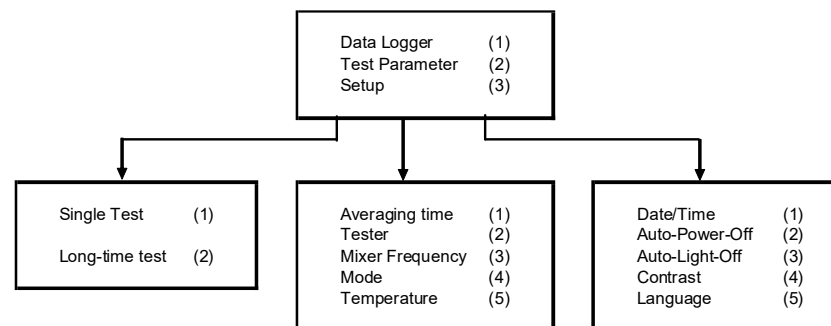 Data Logger (1)
Test Parameter (2)
Setup (3)
Single Test (1)
Long-time test (2)
Averaging time (1)
Tester (2)
Mixer Frequency (3)
Mode (4)
Temperature (5)
Date/Time (1)
Auto-Power-Off (2)
Auto-Light-Off (3)
Contrast (4)
Language (5)